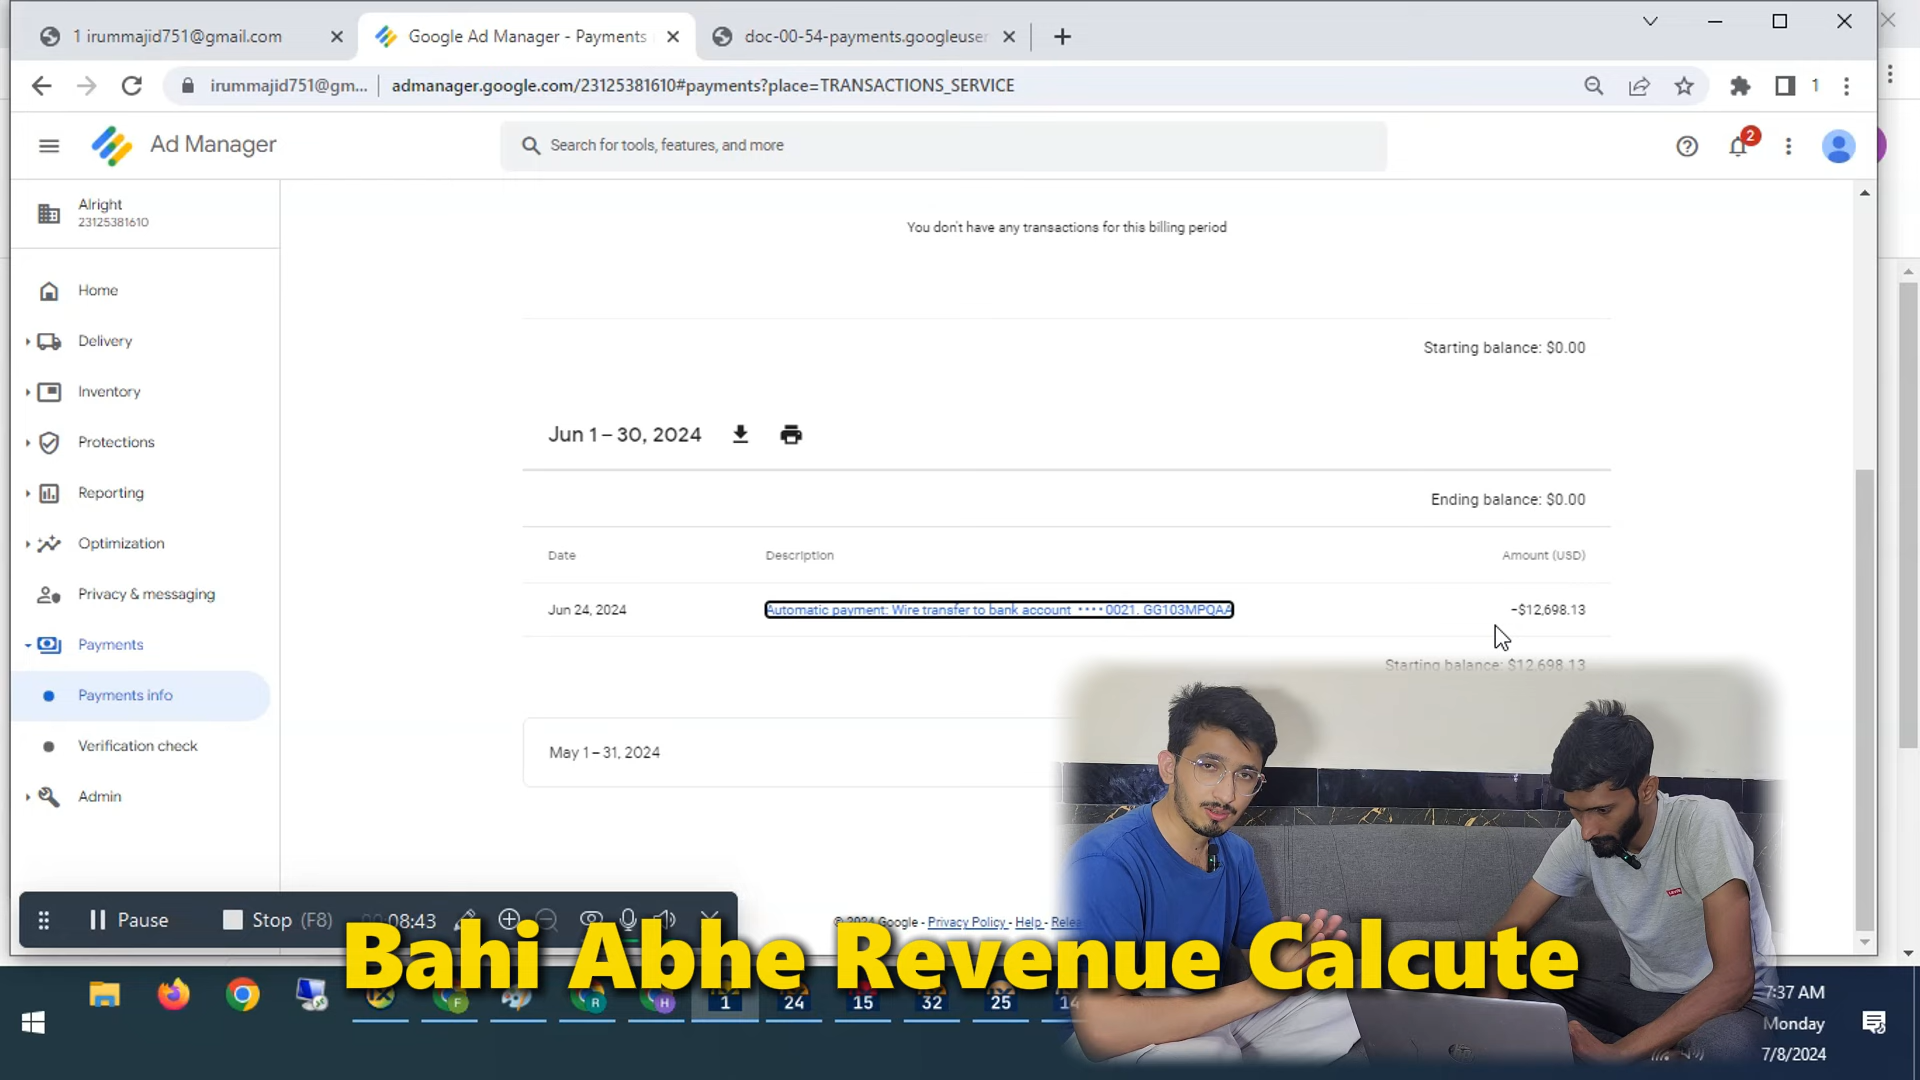 1 irummajid751@gmail.com
Google Ad Manager - Payments
doc-00-54-payments.googleuser
irummajid751@gm...
admanager.google.com/23125381610#payments?place=TRANSACTIONS_SERVICE
1
Ad Manager
Search for tools, features, and more
2
Alright
23125381610
You don't have any transactions for this billing period
Home
Delivery
Starting balance: $0.00
Inventory
Jun 1 – 30, 2024
Protections
Reporting
Ending balance: $0.00
Optimization
Date Description Amount (USD)
Privacy & messaging
Jun 24, 2024 Automatic payment: Wire transfer to bank account •••• 0021. GG103MPQAA -$12,698.13
Payments
Starting balance: $12,698.13
Payments info
Verification check
May 1 – 31, 2024
Admin
Pause Stop (F8) 08:43
© 2024 Google - Privacy Policy - Help -
Bahi Abhe Revenue Calcute
F
R
H
1
24
15
32
25
14
7:37 AM
Monday
7/8/2024